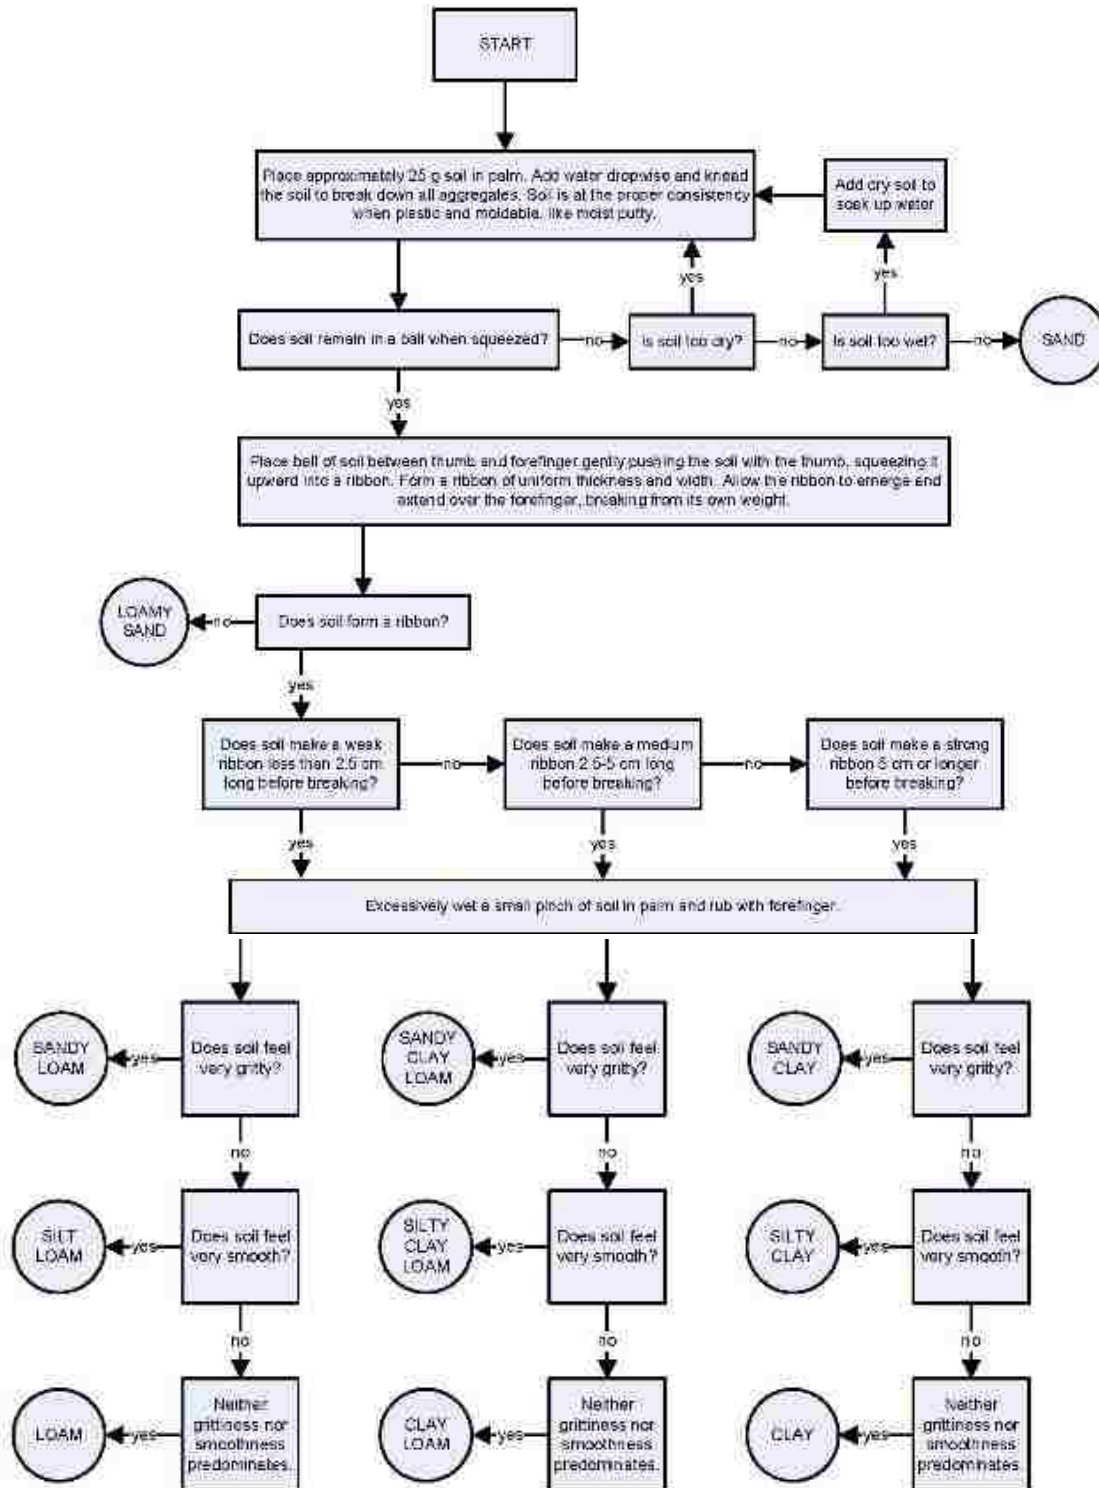 START
Place approximately 25 g soil in palm. Add water dropwise and knead
the soil to break down all aggregates. Soil is at the proper consistency
when plastic and moldable, like moist putty.
Add dry soil to
soak up water
yes
yes
Does soil remain in a ball when squeezed?
no
Is soil too dry?
no
Is soil too wet?
no
SAND
yes
Place ball of soil between thumb and forefinger gently pushing the soil with the thumb, squeezing it
upward into a ribbon. Form a ribbon of uniform thickness and width. Allow the ribbon to emerge and
extend over the forefinger, breaking from its own weight.
LOAMY
SAND
no
Does soil form a ribbon?
yes
Does soil make a weak
ribbon less than 2.5 cm
long before breaking?
no
Does soil make a medium
ribbon 2.5-5 cm long
before breaking?
no
Does soil make a strong
ribbon 5 cm or longer
before breaking?
yes
yes
yes
Excessively wet a small pinch of soil in palm and rub with forefinger.
SANDY
LOAM
yes
Does soil feel
very gritty?
SANDY
CLAY
LOAM
yes
Does soil feel
very gritty?
SANDY
CLAY
yes
Does soil feel
very gritty?
no
no
no
SILT
LOAM
yes
Does soil feel
very smooth?
SILTY
CLAY
LOAM
yes
Does soil feel
very smooth?
SILTY
CLAY
yes
Does soil feel
very smooth?
no
no
no
LOAM
yes
Neither
grittiness nor
smoothness
predominates.
CLAY
LOAM
yes
Neither
grittiness nor
smoothness
predominates.
CLAY
yes
Neither
grittiness nor
smoothness
predominates.